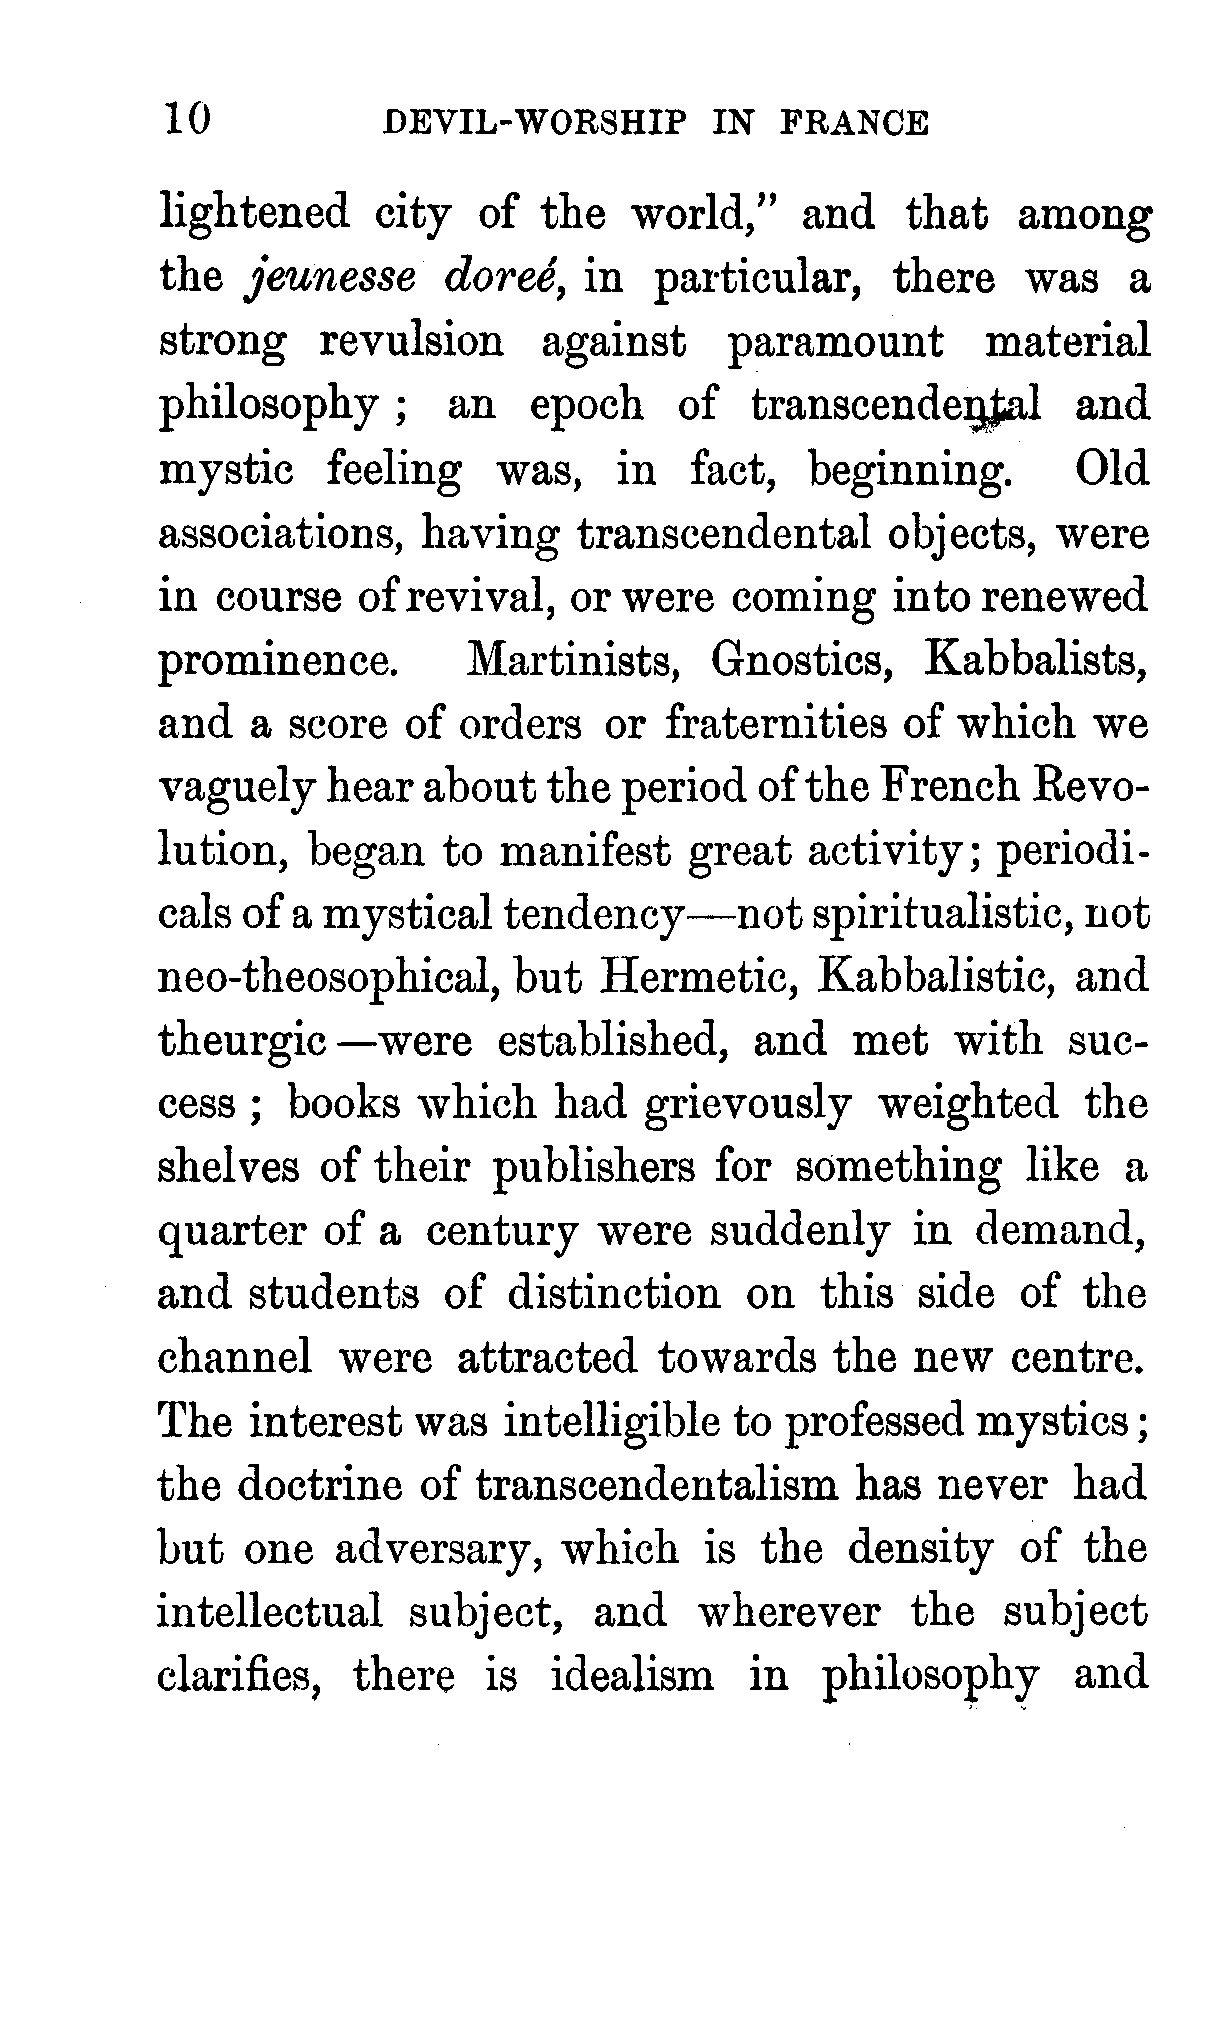 10 DEVIL-WORSHIP IN FRANCE
lightened city of the world," and that among
the jeunesse doreé, in particular, there was a
strong revulsion against paramount material
philosophy ; an epoch of transcendental and
mystic feeling was, in fact, beginning. Old
associations, having transcendental objects, were
in course of revival, or were coming into renewed
prominence. Martinists, Gnostics, Kabbalists,
and a score of orders or fraternities of which we
vaguely hear about the period of the French Revo-
lution, began to manifest great activity; periodi-
cals of a mystical tendency—not spiritualistic, not
neo-theosophical, but Hermetic, Kabbalistic, and
theurgic —were established, and met with suc-
cess ; books which had grievously weighted the
shelves of their publishers for something like a
quarter of a century were suddenly in demand,
and students of distinction on this side of the
channel were attracted towards the new centre.
The interest was intelligible to professed mystics ;
the doctrine of transcendentalism has never had
but one adversary, which is the density of the
intellectual subject, and wherever the subject
clarifies, there is idealism in philosophy and